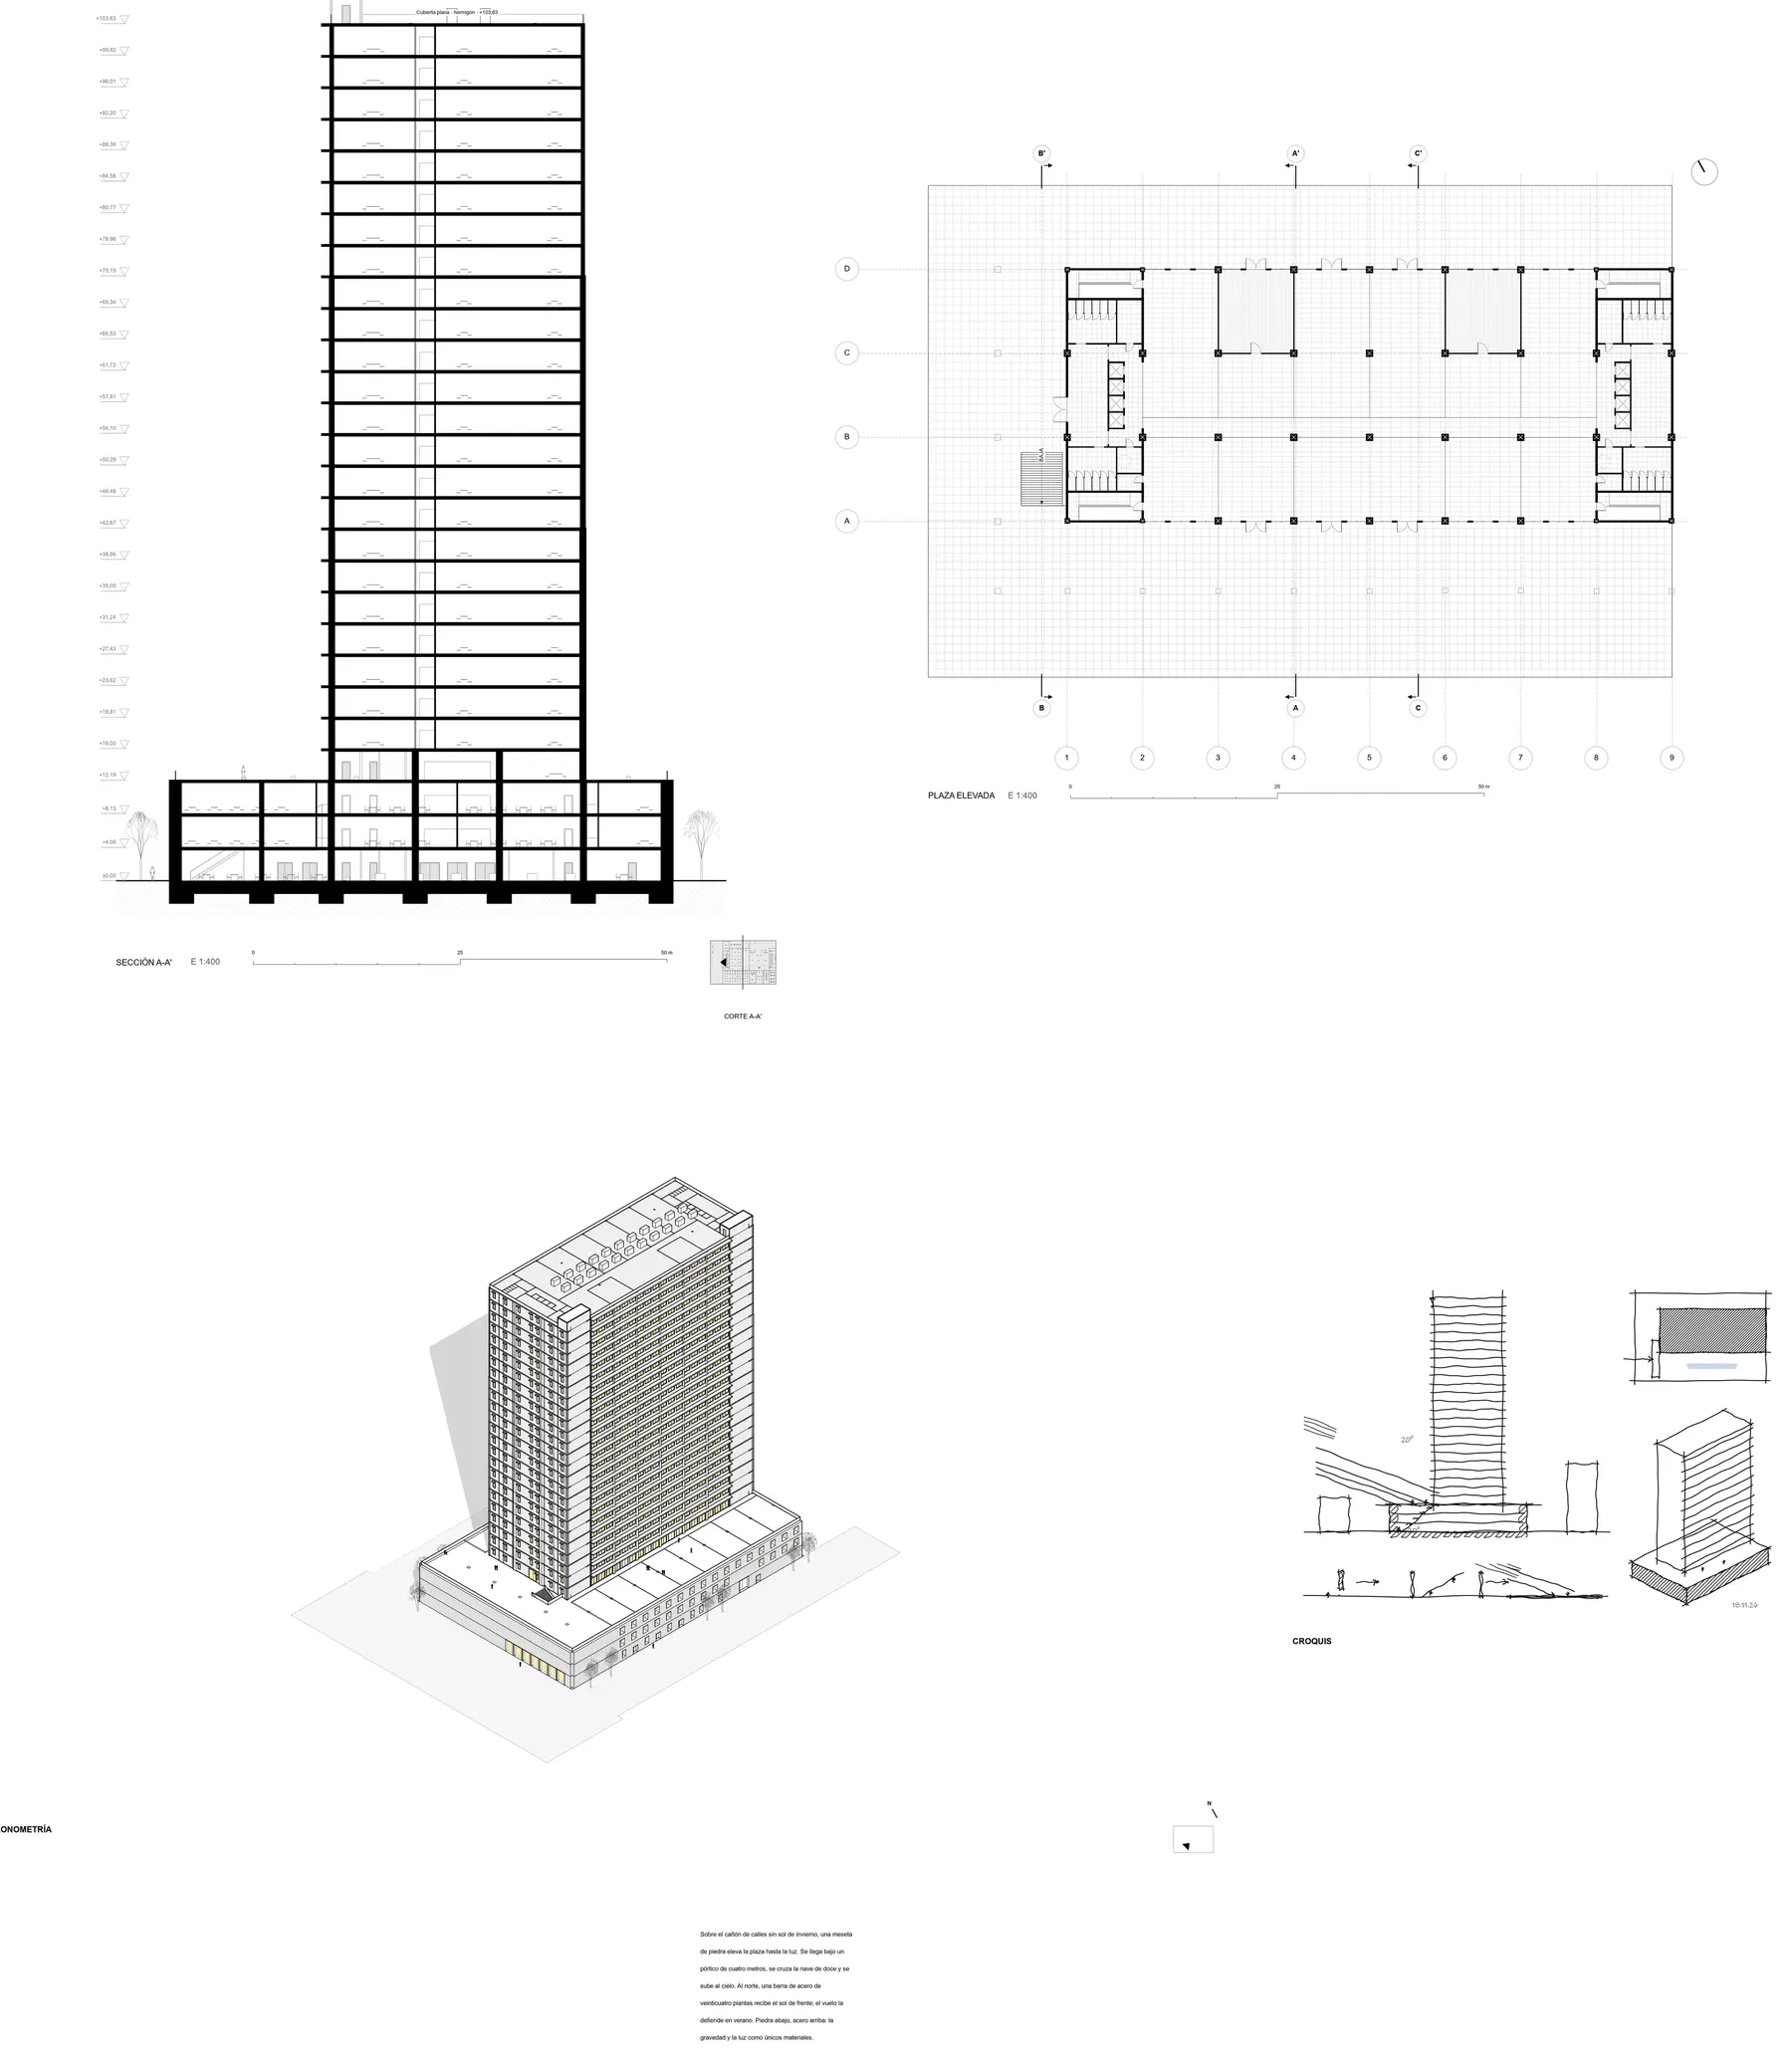 Cubierta plana - hormigón - +103,63
+103,63
+99,82
+96,01
+92,20
+88,39
+84,58
+80,77
+76,96
+73,15
+69,34
+65,53
+61,72
+57,91
+54,10
+50,29
+46,48
+42,67
+38,86
+35,05
+31,24
+27,43
+23,62
+19,81
+16,00
+12,19
+8,13
+4,06
±0,00
SECCIÓN A-A' E 1:400
0 25 50 m
CORTE A-A'
B' A' C'
D
C
B
A
BAJA
B A C
1 2 3 4 5 6 7 8 9
PLAZA ELEVADA E 1:400
0 25 50 m
20º
18.11.26
CROQUIS
N
ONOMETRÍA
Sobre el cañón de calles sin sol de invierno, una meseta
de piedra eleva la plaza hasta la luz. Se llega bajo un
pórtico de cuatro metros, se cruza la nave de doce y se
sube al cielo. Al norte, una barra de acero de
veinticuatro plantas recibe el sol de frente; el vuelo la
defiende en verano. Piedra abajo, acero arriba: la
gravedad y la luz como únicos materiales.